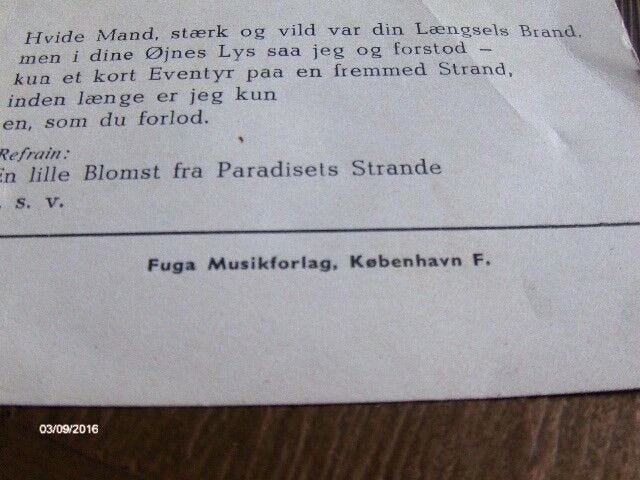 Hvide Mand, stærk og vild var din Længsels Brand,
men i dine Øjnes Lys saa jeg og forstod –
kun et kort Eventyr paa en fremmed Strand,
inden længe er jeg kun
en, som du forlod.
Refrain:
En lille Blomst fra Paradisets Strande
. s. v.
Fuga Musikforlag, København F.
03/09/2016